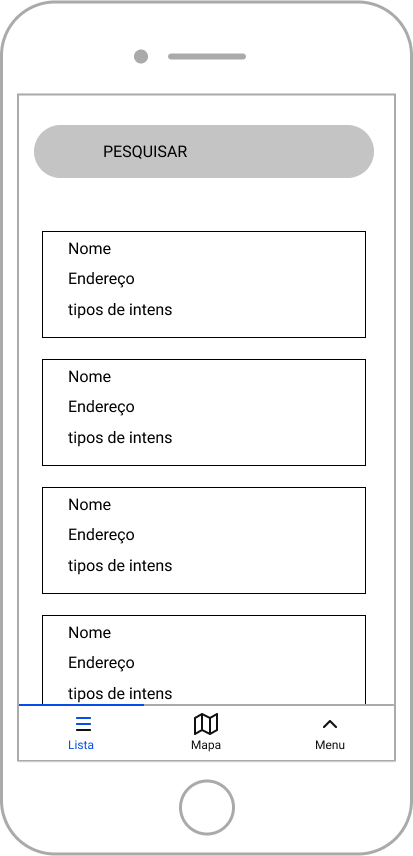 PESQUISAR
Nome
Endereço
tipos de intens
Nome
Endereço
tipos de intens
Nome
Endereço
tipos de intens
Nome
Endereço
tipos de intens
Lista
Mapa
Menu